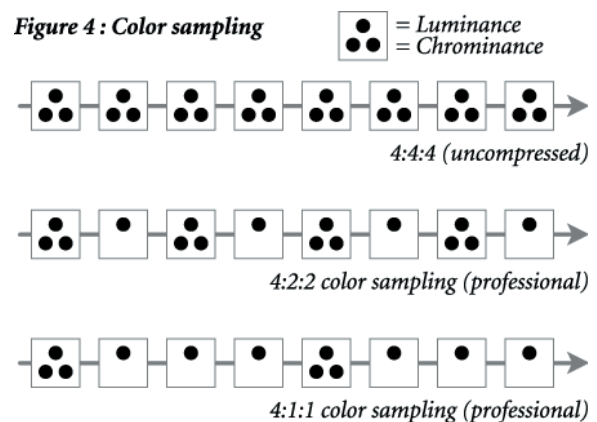 Figure 4 : Color sampling
= Luminance
= Chrominance
4:4:4 (uncompressed)
4:2:2 color sampling (professional)
4:1:1 color sampling (professional)